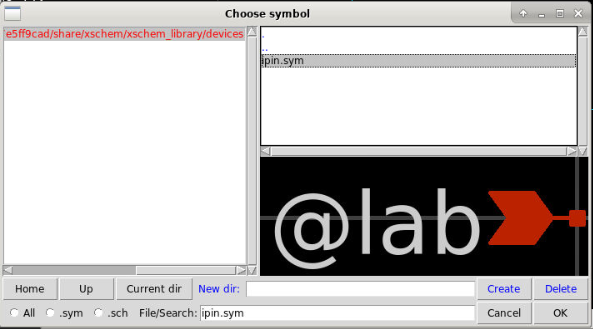 Choose symbol
e5ff9cad/share/xschem/xschem_library/devices
.
..
ipin.sym
@lab
Home Up Current dir New dir: Create Delete
All .sym .sch File/Search: ipin.sym Cancel OK